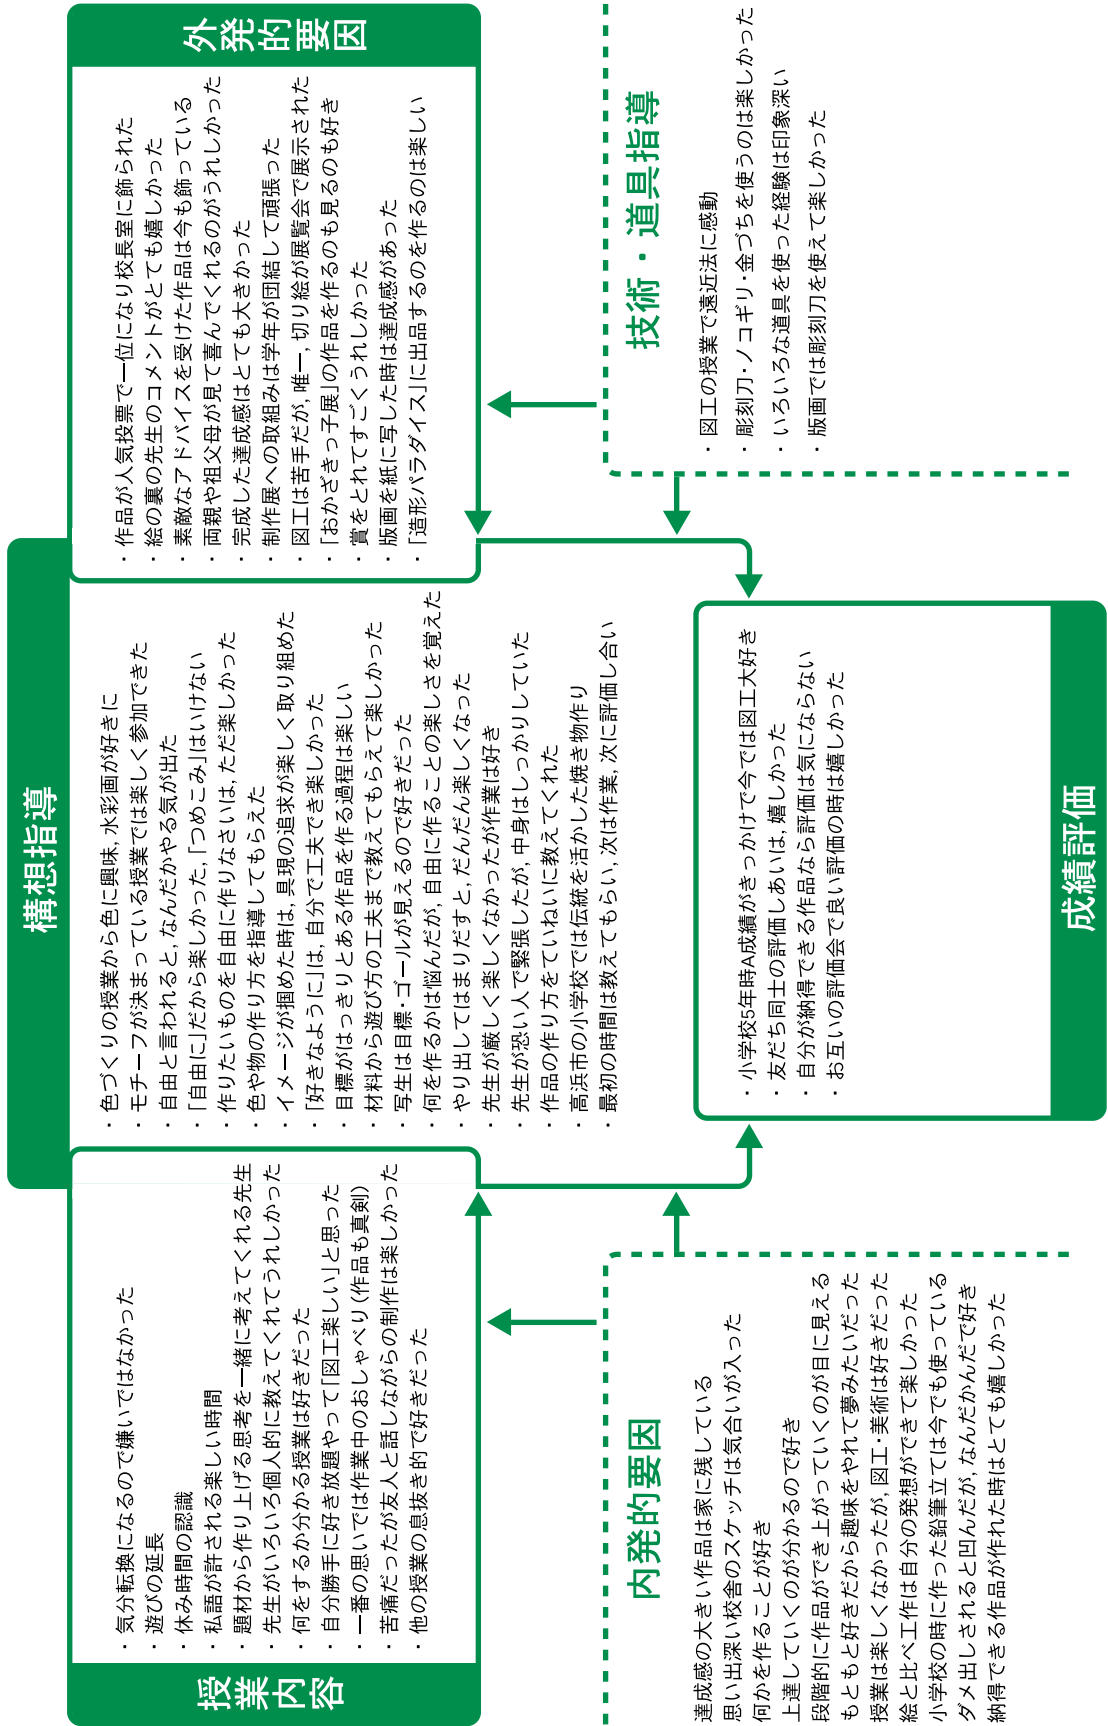 構想指導
・色づくりの授業から色に興味，水彩画が好きに
・モチーフが決まっている授業では楽しく参加できた
・自由と言われると，なんだかやる気が出た
・「自由に」だから楽しかった，「つめこみ」はいけない
・作りたいものを自由に作りなさいは，ただ楽しかった
・色や物の作り方を指導してもらえた
・イメージが掴めた時は，具現の追求が楽しく取り組めた
・「好きなように」は，自分で工夫でき楽しかった
・目標がはっきりとある作品を作る過程は楽しい
・材料から遊び方の工夫まで教えてもらえて楽しかった
・写生は目標・ゴールが見えるので好きだった
・何を作るかは悩んだが，自由に作ることの楽しさを覚えた
・やり出してはまりだすと，だんだん楽しくなった
・先生が厳しく楽しくなかったが作業は好き
・先生が恐い人で緊張したが，中身はしっかりしていた
・作品の作り方をていねいに教えてくれた
・高浜市の小学校では伝統を活かした焼き物作り
・最初の時間は教えてもらい，次は作業，次に評価し合い
授業内容
・気分転換になるので嫌いではなかった
・遊びの延長
・休み時間の認識
・私語が許される楽しい時間
・題材から作り上げる思考を一緒に考えてくれる先生
・先生がいろいろ個人的に教えてくれてうれしかった
・何をするか分かる授業は好きだった
・自分勝手に好き放題やって「図工楽しい」と思った
・一番の思いでは作業中のおしゃべり（作品も真剣）
・苦痛だったが友人と話しながらの制作は楽しかった
・他の授業の息抜き的で好きだった
外発的要因
・作品が人気投票で一位になり校長室に飾られた
・絵の裏の先生のコメントがとても嬉しかった
・素敵なアドバイスを受けた作品は今も飾っている
・両親や祖父母が見て喜んでくれるのがうれしかった
・完成した達成感はとても大きかった
・制作展への取組みは学年が団結して頑張った
・図工は苦手だが，唯一，切り絵が展覧会で展示された
・「おかざきっ子展」の作品を作るのも見るのも好き
・賞をとれてすごくうれしかった
・版画を紙に写した時は達成感があった
・「造形パラダイス」に出品するのを作るのは楽しい
内発的要因
達成感の大きい作品は家に残している
思い出深い校舎のスケッチは気合いが入った
何かを作ることが好き
上達していくのが分かるので好き
段階的に作品ができ上がっていくのが目に見える
もともと好きだから趣味をやれて夢みたいだった
授業は楽しくなかったが，図工・美術は好きだった
絵と比べ工作は自分の発想ができて楽しかった
小学校の時に作った鉛筆立ては今でも使っている
ダメ出しされると凹んだが，なんだかんだで好き
納得できる作品が作れた時はとても嬉しかった
技術・道具指導
・図工の授業で遠近法に感動
・彫刻刀・ノコギリ・金づちを使うのは楽しかった
・いろいろな道具を使った経験は印象深い
・版画では彫刻刀を使えて楽しかった
・小学校5年時A成績がきっかけで今では図工大好き
・友だち同士の評価しあいは，嬉しかった
・自分が納得できる作品なら評価は気にならない
・お互いの評価会で良い評価の時は嬉しかった
成績評価